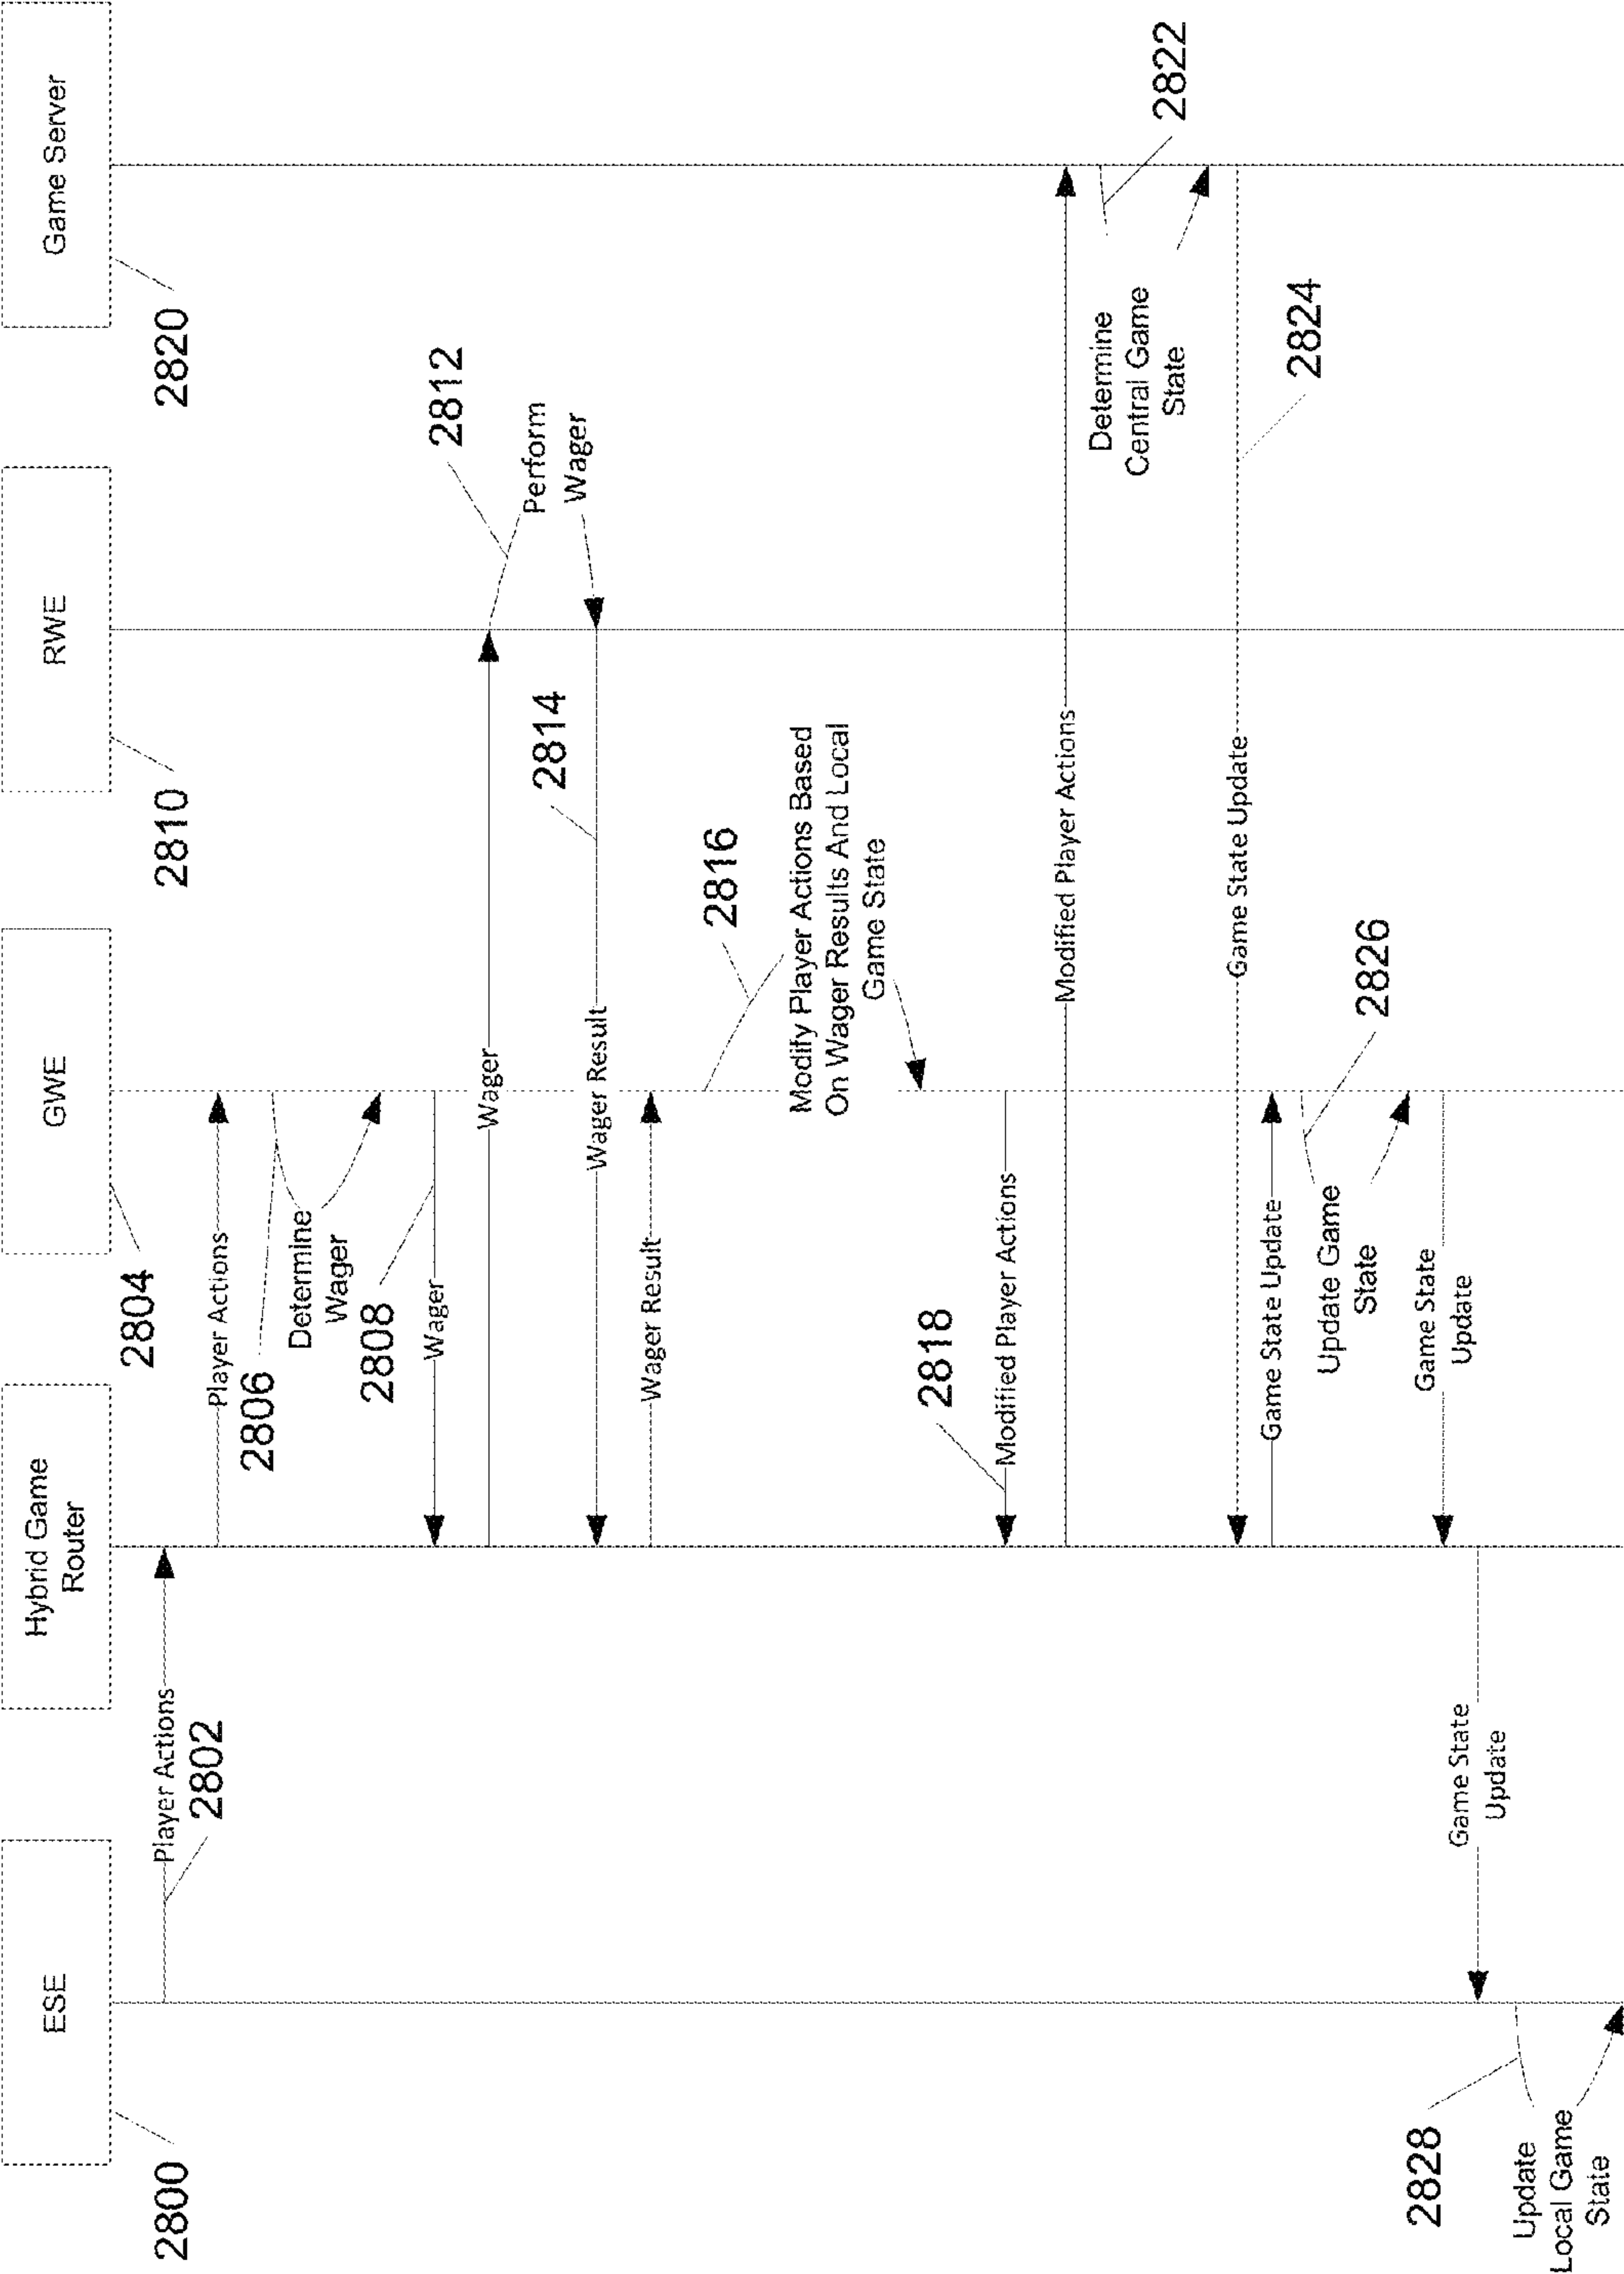 ESE
Hybrid Game
Router
GWE
RWE
Game Server
2800
2804
2810
2820
Player Actions
2802
Player Actions
2806
Determine
Wager
2808
Wager
2812
Wager
Perform
Wager
2814
Wager Result
Wager Result
2816
Modify Player Actions Based
On Wager Results And Local
Game State
2818
Modified Player Actions
Modified Player Actions
2822
Determine
Central Game
State
Game State Update
2824
Game State Update
2826
Update Game
State
Game State
Update
Game State
Update
2828
Update
Local Game
State